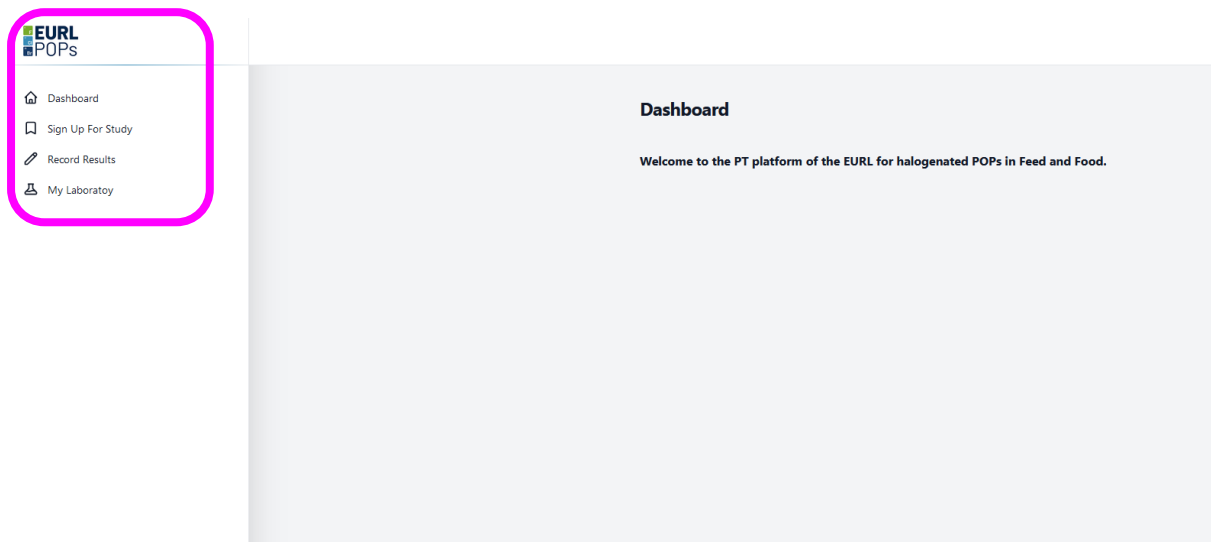 EURL
POPs
Dashboard
Sign Up For Study
Record Results
My Laboratoy
Dashboard
Welcome to the PT platform of the EURL for halogenated POPs in Feed and Food.